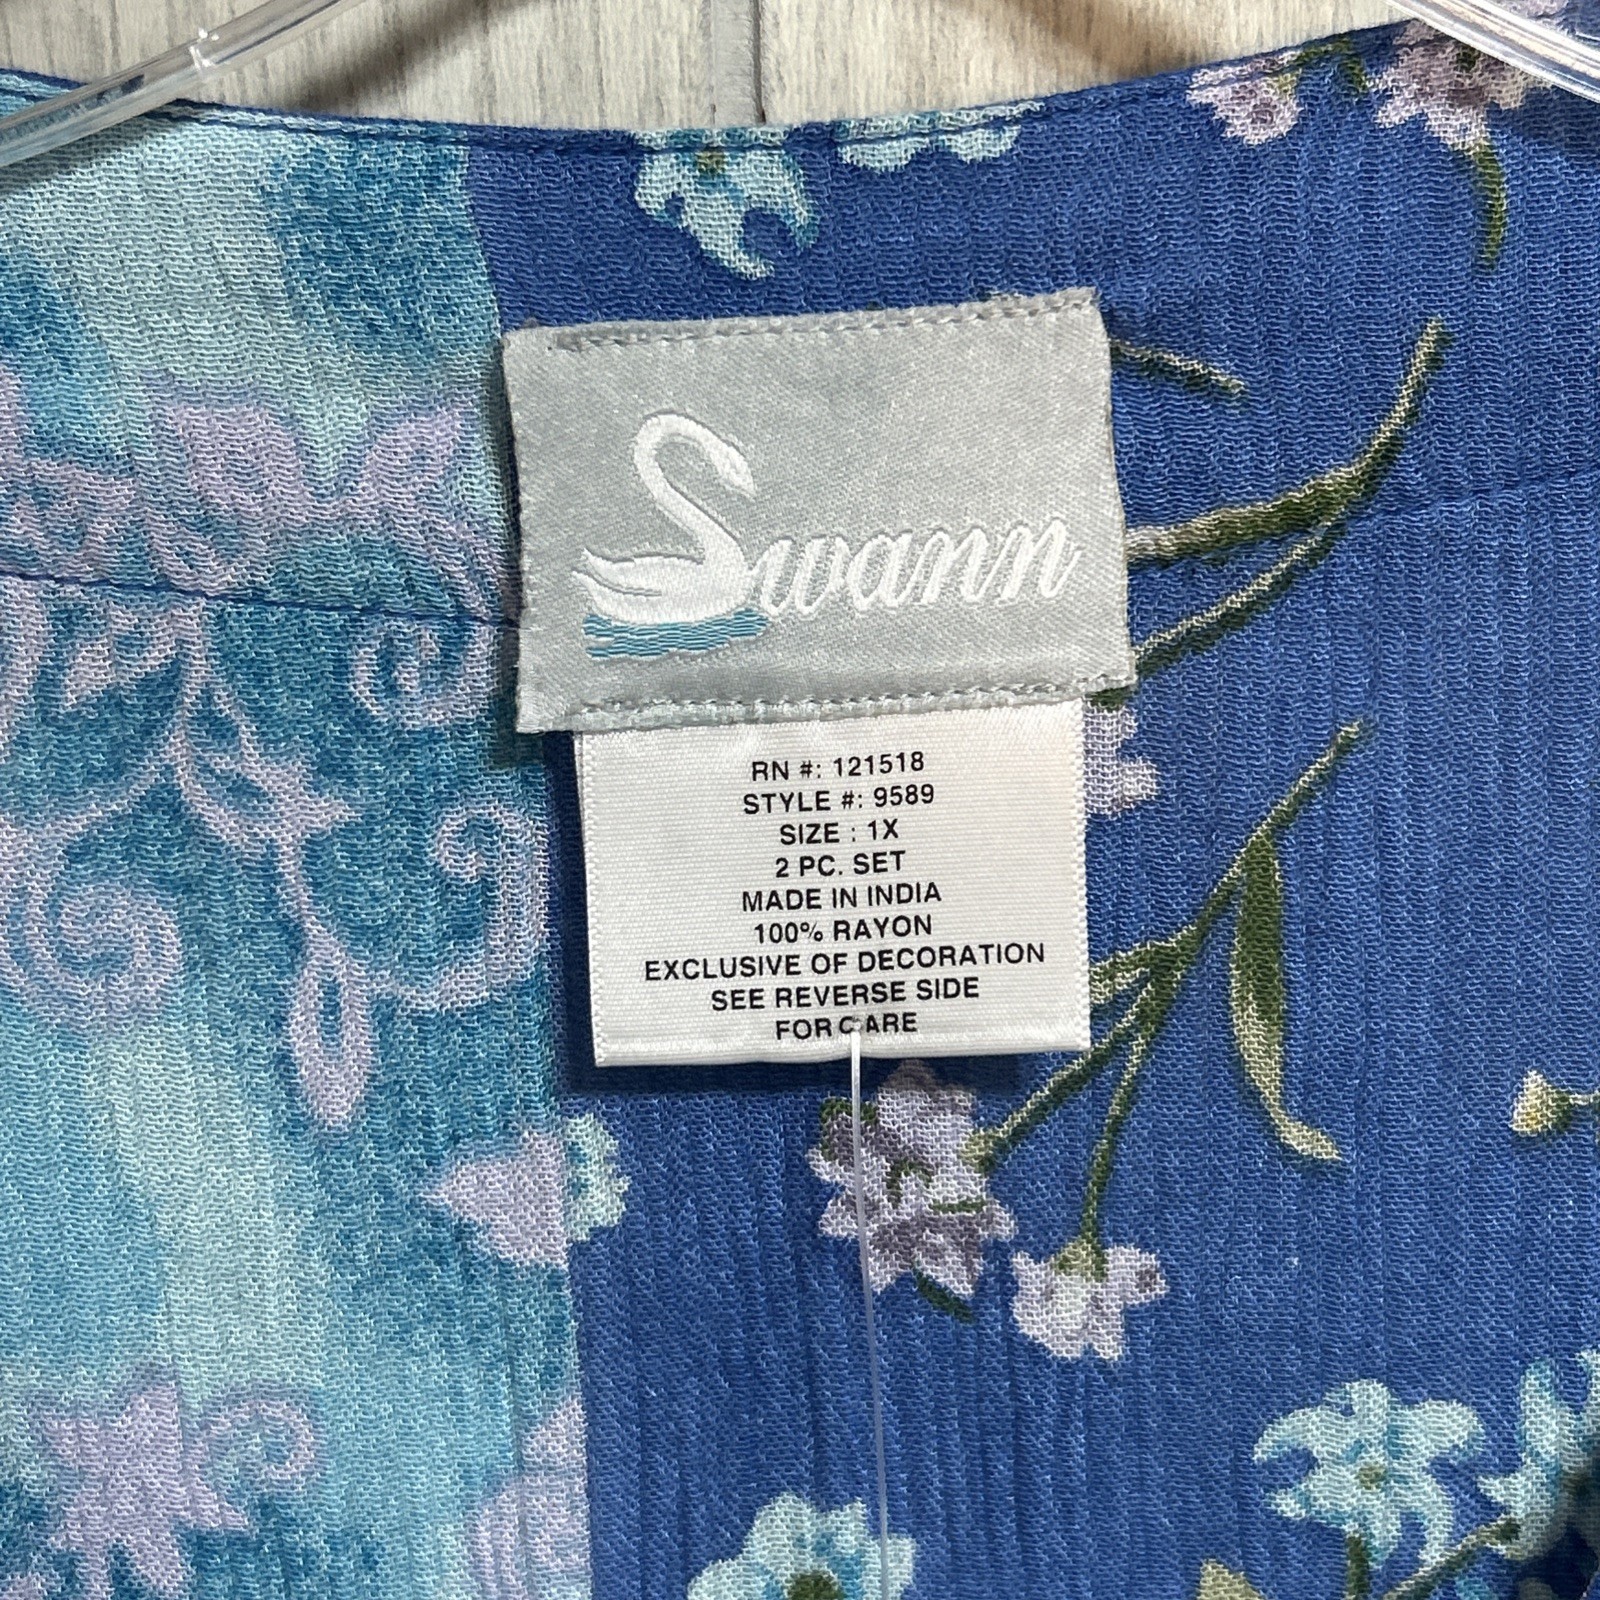 Swann
RN #: 121518
STYLE #: 9589
SIZE : 1X
2 PC. SET
MADE IN INDIA
100% RAYON
EXCLUSIVE OF DECORATION
SEE REVERSE SIDE
FOR CARE